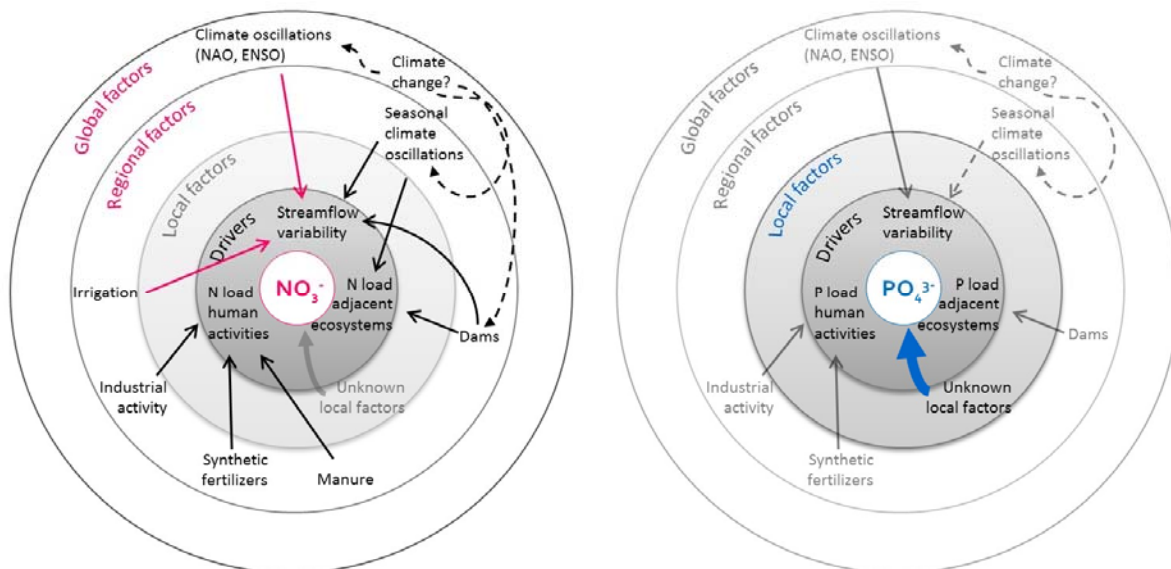 Climate oscillations
(NAO, ENSO)
Climate
change?
Seasonal
climate
oscillations
Global factors
Regional factors
Local factors
Drivers
Streamflow
variability
Irrigation
NO₃⁻
N load
human
activities
N load
adjacent
ecosystems
Dams
Industrial
activity
Unknown
local factors
Synthetic
fertilizers
Manure
Climate oscillations
(NAO, ENSO)
Climate
change?
Seasonal
climate
oscillations
Global factors
Regional factors
Local factors
Drivers
Streamflow
variability
PO₄³⁻
P load
human
activities
P load
adjacent
ecosystems
Dams
Industrial
activity
Unknown
local factors
Synthetic
fertilizers